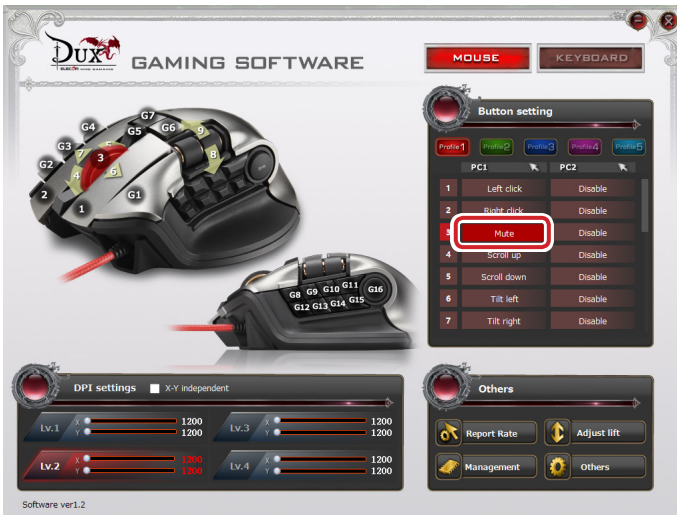 DUX
GAMING SOFTWARE
MOUSE
KEYBOARD
G7
G4
G5
G6
9
G3
7
5
3
8
G2
4
6
2
1
G1
G8 G9 G10 G11 G16
G12 G13 G14 G15
Button setting
Profile1 Profile2 Profile3 Profile4 Profile5
PC1 PC2
1 Left click Disable
2 Right click Disable
3 Mute Disable
4 Scroll up Disable
5 Scroll down Disable
6 Tilt left Disable
7 Tilt right Disable
DPI settings X-Y independent
Lv.1 X 1200
Y 1200
Lv.3 X 1200
Y 1200
Lv.2 X 1200
Y 1200
Lv.4 X 1200
Y 1200
Others
Report Rate Adjust lift
Management Others
Software ver1.2